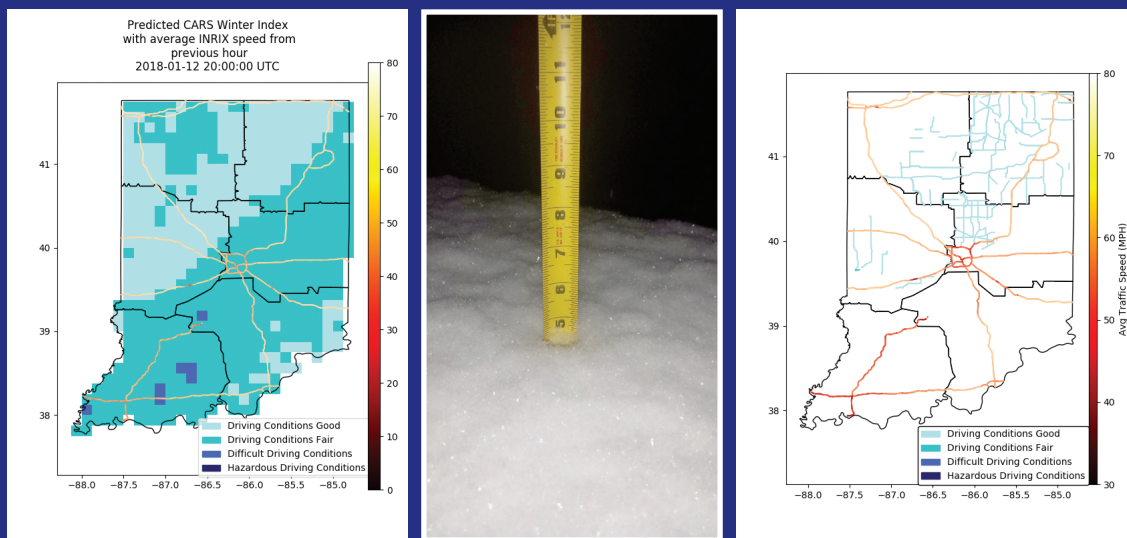 Predicted CARS Winter Index
with average INRIX speed from
previous hour
2018-01-12 20:00:00 UTC
80
70
60
50
40
30
20
10
0
41
40
39
38
−88.0 −87.5 −87.0 −86.5 −86.0 −85.5 −85.0
Driving Conditions Good
Driving Conditions Fair
Difficult Driving Conditions
Hazardous Driving Conditions
11
10
9
8
7
6
5
80
70
60
50
40
30
Avg Traffic Speed (MPH)
41
40
39
38
−88.0 −87.5 −87.0 −86.5 −86.0 −85.5 −85.0
Driving Conditions Good
Driving Conditions Fair
Difficult Driving Conditions
Hazardous Driving Conditions